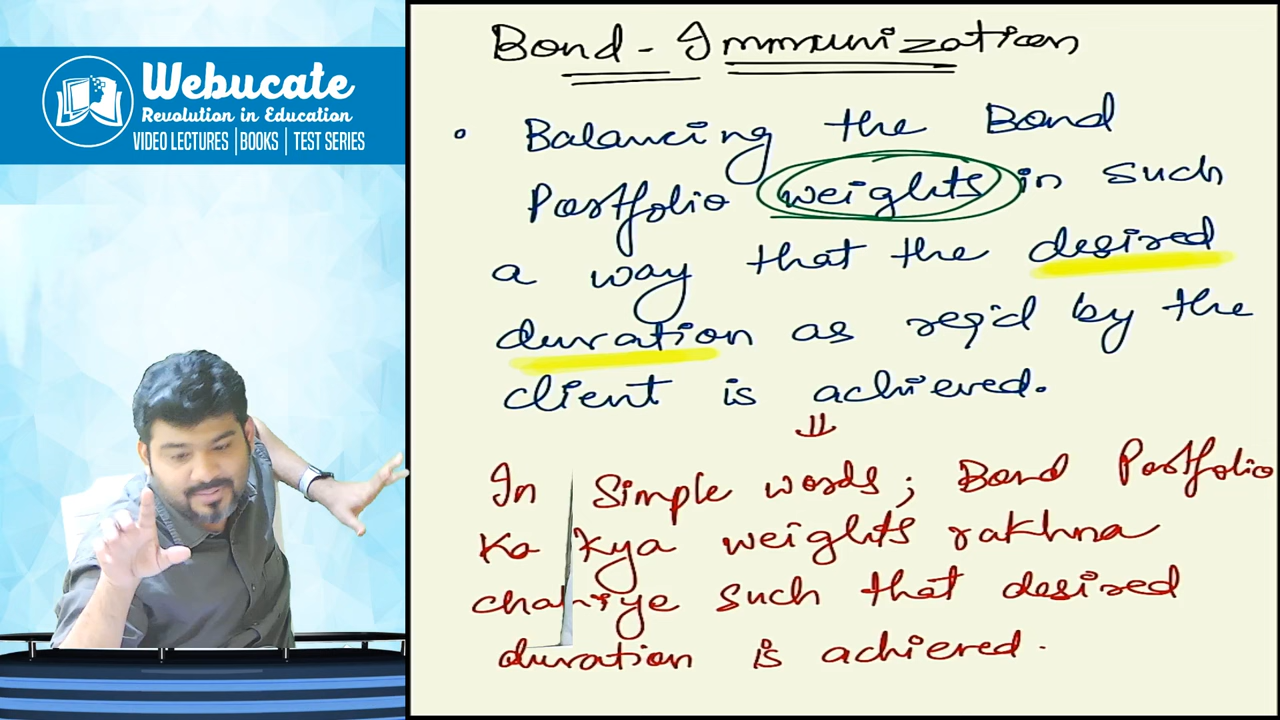 Webucate
Revolution in Education
VIDEO LECTURES | BOOKS | TEST SERIES
Bond - Immunization
Balancing the Bond
Portfolio weights in such
a way that the desired
duration as req'd by the
client is achieved.
In Simple words; Bond Portfolio
Ka kya weights rakhna
chahiye such that desired
duration is achieved.